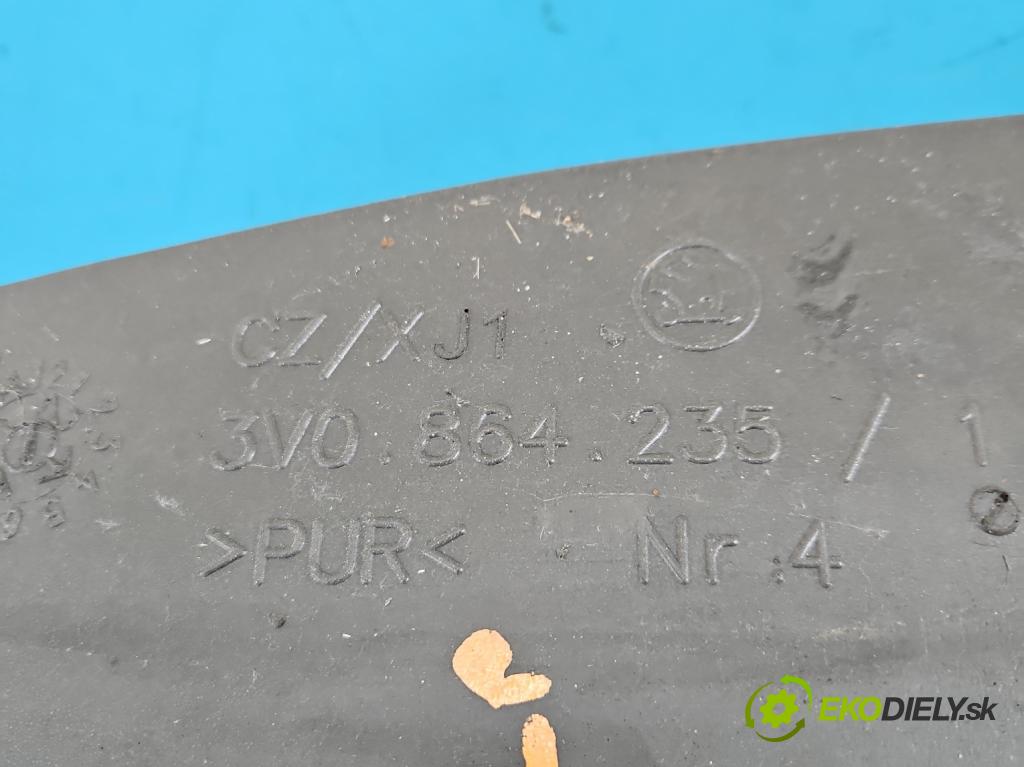 CZ/XJ1
3V0.864.235/1
>PUR< Nr.4
EKODIELY.sk